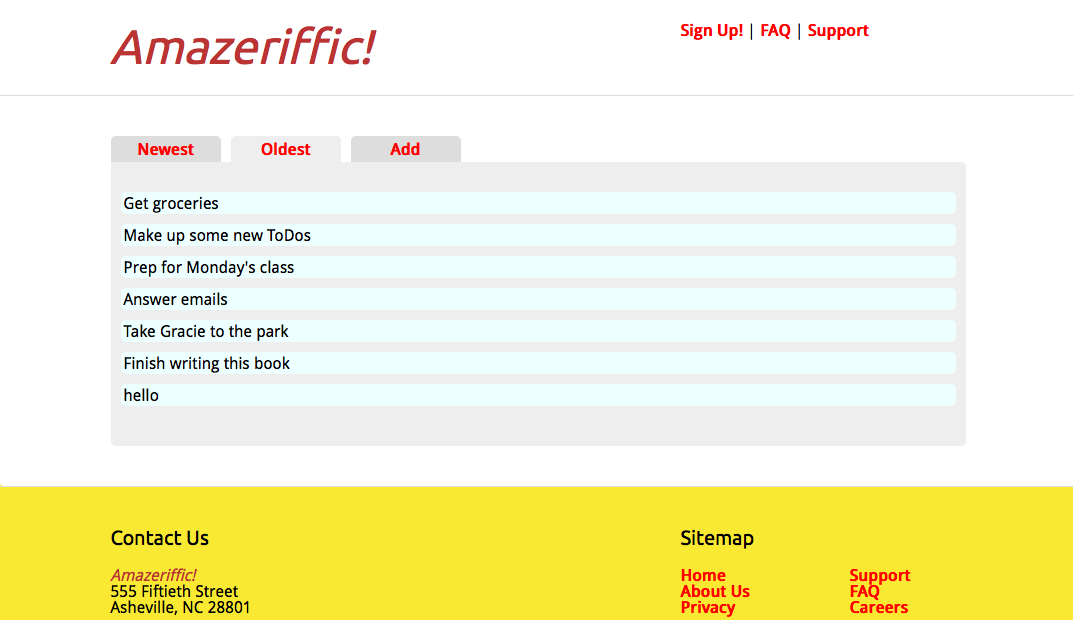 Amazeriffic!
Sign Up! | FAQ | Support
Newest
Oldest
Add
Get groceries
Make up some new ToDos
Prep for Monday's class
Answer emails
Take Gracie to the park
Finish writing this book
hello
Contact Us
Amazeriffic!
555 Fiftieth Street
Asheville, NC 28801
Sitemap
Home
About Us
Privacy
Support
FAQ
Careers